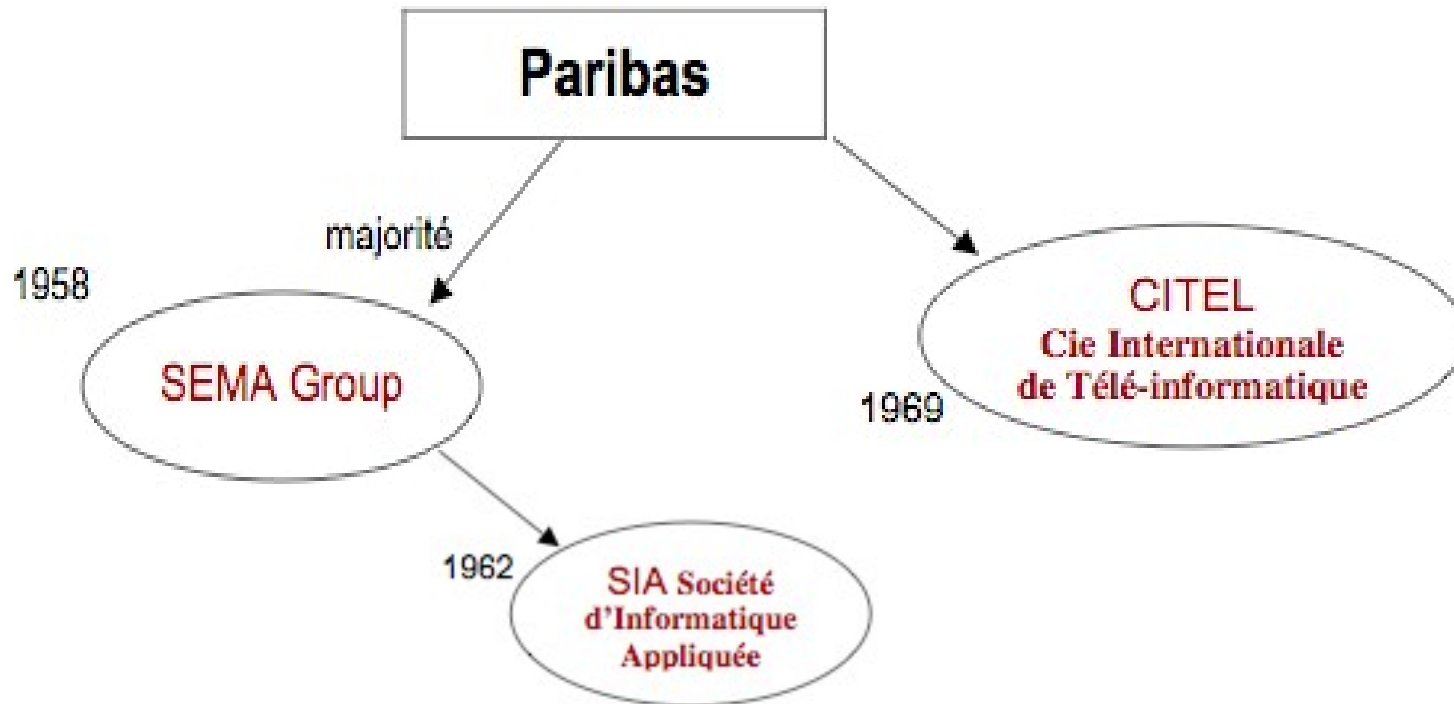 Paribas
majorité
1958
SEMA Group
CITEL
Cie Internationale
de Télé-informatique
1969
1962
SIA Société
d'Informatique
Appliquée